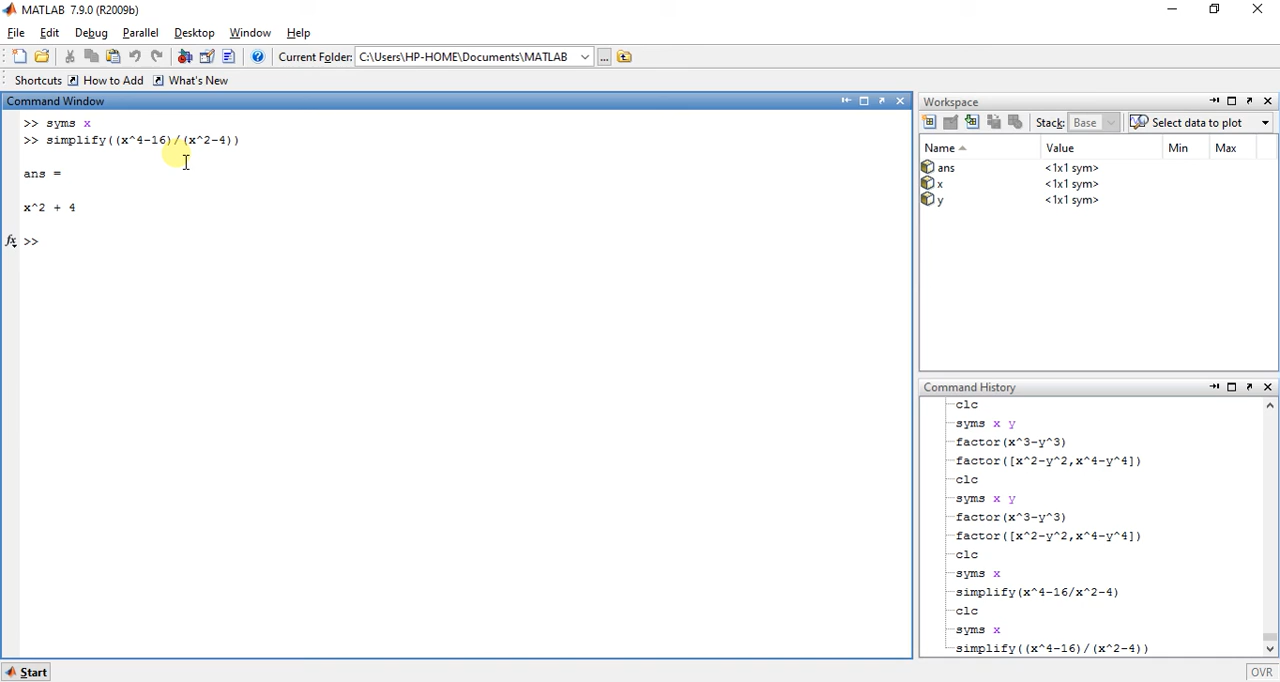 MATLAB 7.9.0 (R2009b)
File Edit Debug Parallel Desktop Window Help
Current Folder: C:\Users\HP-HOME\Documents\MATLAB ...
Shortcuts How to Add What's New
Command Window
>> syms x
>> simplify((x^4-16)/(x^2-4))
ans =
x^2 + 4
fx >>
Workspace
Stack: Base Select data to plot
Name Value Min Max
ans <1x1 sym>
x <1x1 sym>
y <1x1 sym>
Command History
clc
syms x y
factor(x^3-y^3)
factor([x^2-y^2,x^4-y^4])
clc
syms x y
factor(x^3-y^3)
factor([x^2-y^2,x^4-y^4])
clc
syms x
simplify(x^4-16/x^2-4)
clc
syms x
simplify((x^4-16)/(x^2-4))
Start
OVR